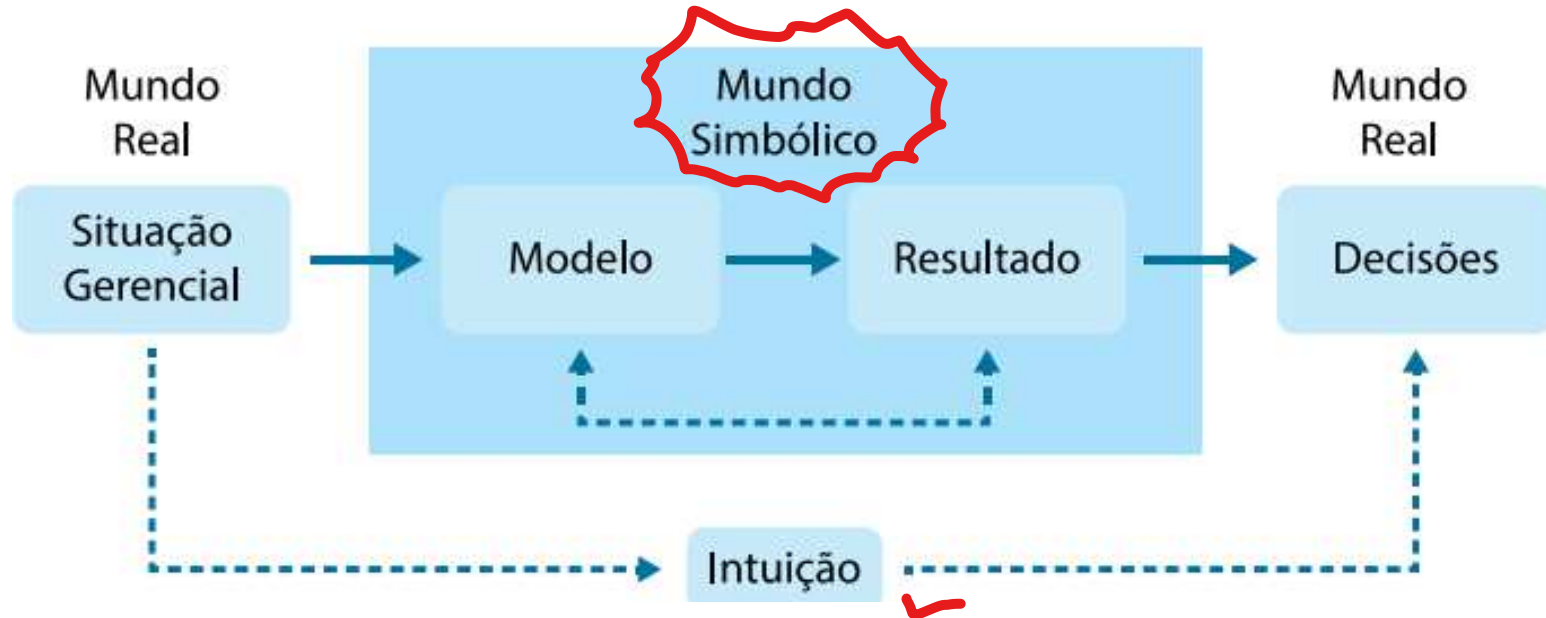 Mundo
Real
Mundo
Simbólico
Mundo
Real
Situação
Gerencial
Modelo
Resultado
Decisões
Intuição